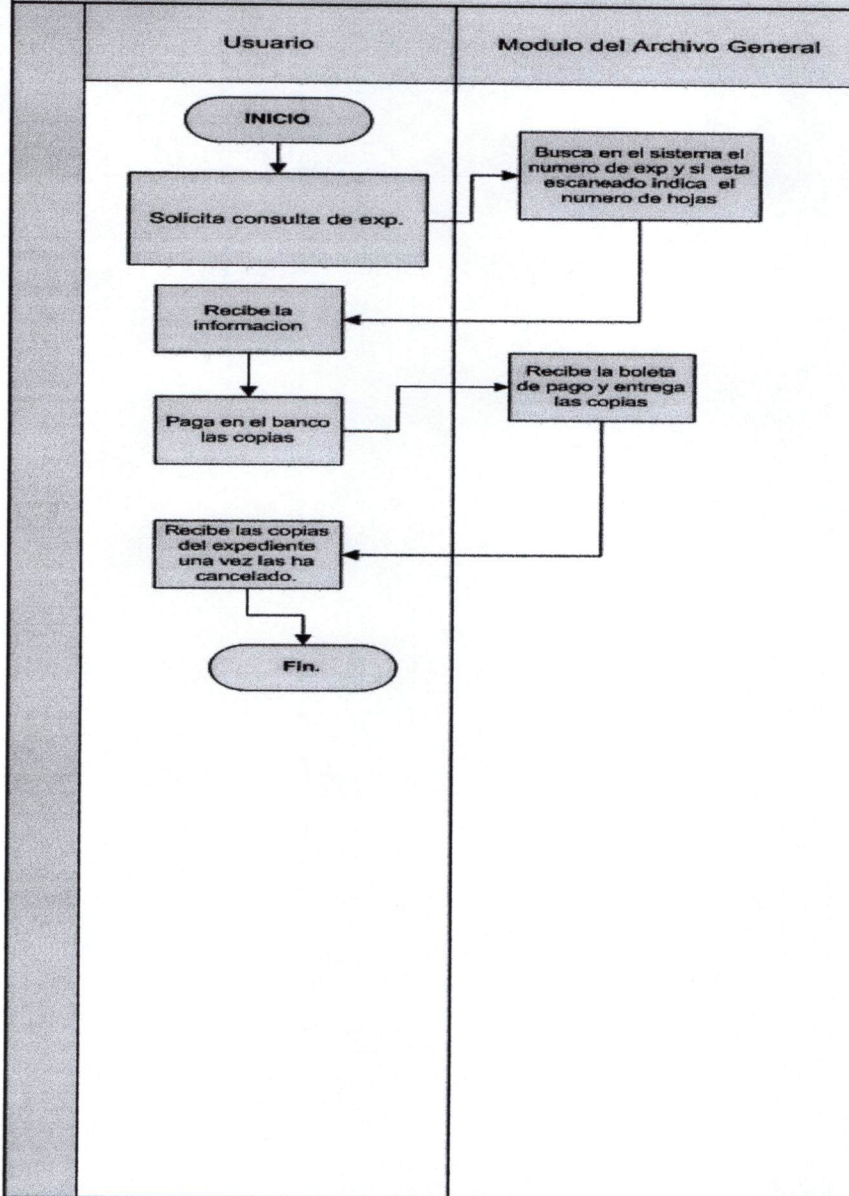 Usuario
Modulo del Archivo General
INICIO
Solicita consulta de exp.
Busca en el sistema el
numero de exp y si esta
escaneado indica el
numero de hojas
Recibe la
informacion
Paga en el banco
las copias
Recibe la boleta
de pago y entrega
las copias
Recibe las copias
del expediente
una vez las ha
cancelado.
Fin.